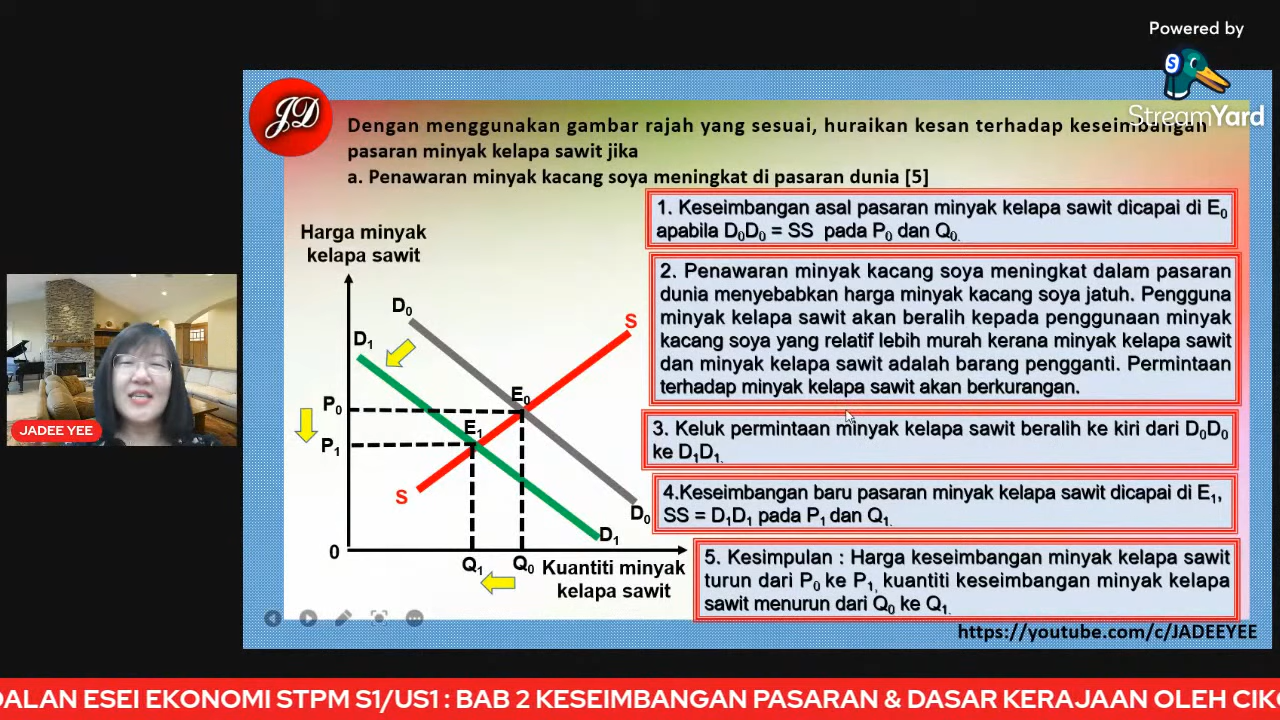 Powered by
StreamYard
JD
Dengan menggunakan gambar rajah yang sesuai, huraikan kesan terhadap keseimbangan
pasaran minyak kelapa sawit jika
a. Penawaran minyak kacang soya meningkat di pasaran dunia [5]
Harga minyak
kelapa sawit
D₀
D₁
S
P₀
E₀
P₁
E₁
S
D₀
D₁
0
Q₁
Q₀
Kuantiti minyak
kelapa sawit
1. Keseimbangan asal pasaran minyak kelapa sawit dicapai di E₀
apabila D₀D₀ = SS pada P₀ dan Q₀.
2. Penawaran minyak kacang soya meningkat dalam pasaran
dunia menyebabkan harga minyak kacang soya jatuh. Pengguna
minyak kelapa sawit akan beralih kepada penggunaan minyak
kacang soya yang relatif lebih murah kerana minyak kelapa sawit
dan minyak kelapa sawit adalah barang pengganti. Permintaan
terhadap minyak kelapa sawit akan berkurangan.
3. Keluk permintaan minyak kelapa sawit beralih ke kiri dari D₀D₀
ke D₁D₁.
4.Keseimbangan baru pasaran minyak kelapa sawit dicapai di E₁,
SS = D₁D₁ pada P₁ dan Q₁.
5. Kesimpulan : Harga keseimbangan minyak kelapa sawit
turun dari P₀ ke P₁, kuantiti keseimbangan minyak kelapa
sawit menurun dari Q₀ ke Q₁.
https://youtube.com/c/JADEEYEE
JADEE YEE
DALAN ESEI EKONOMI STPM S1/US1 : BAB 2 KESEIMBANGAN PASARAN & DASAR KERAJAAN OLEH CIKG